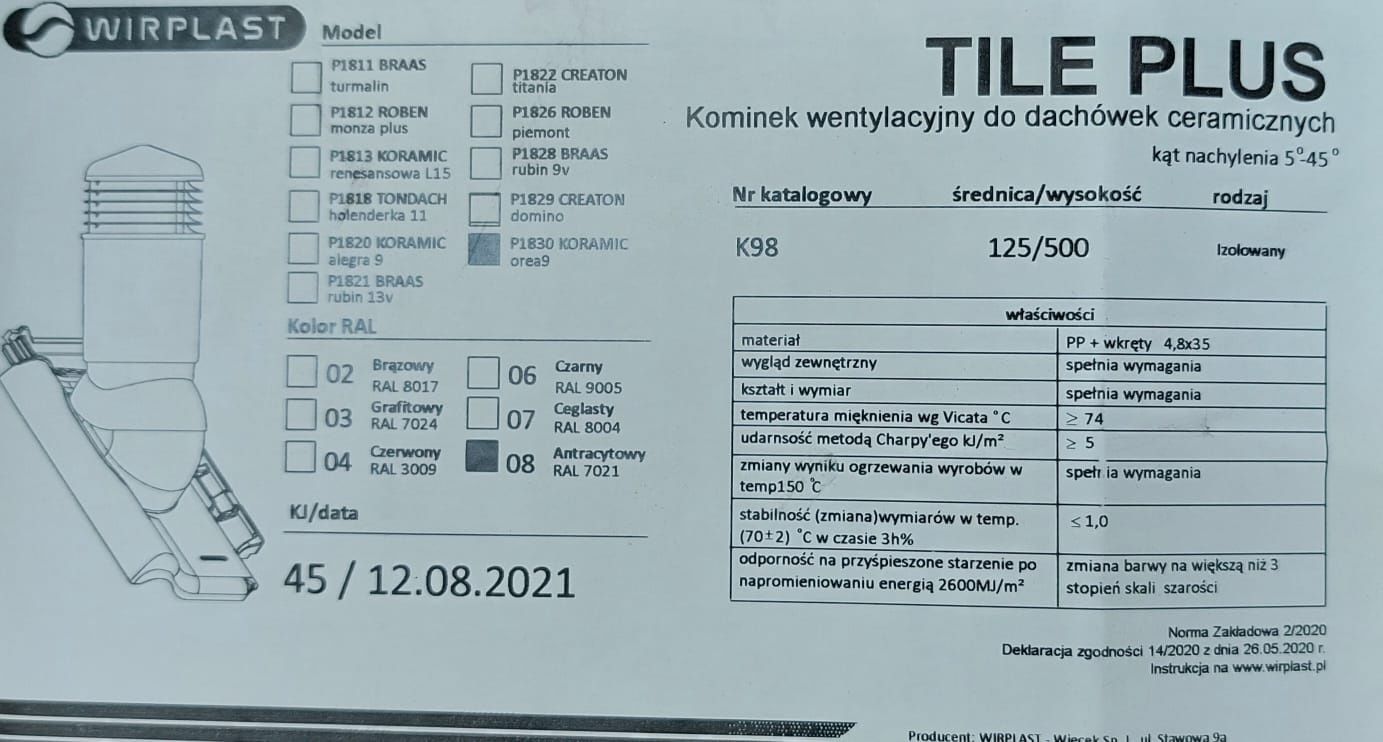 WIRPLAST
Model
P1811 BRAAS
turmalin
P1812 ROBEN
monza plus
P1813 KORAMIC
renesansowa L15
P1818 TONDACH
holenderka 11
P1820 KORAMIC
alegra 9
P1821 BRAAS
rubin 13v
P1822 CREATON
titania
P1826 ROBEN
piemont
P1828 BRAAS
rubin 9v
P1829 CREATON
domino
P1830 KORAMIC
orea9
Kolor RAL
02 Brązowy
RAL 8017
03 Grafitowy
RAL 7024
04 Czerwony
RAL 3009
06 Czarny
RAL 9005
07 Ceglasty
RAL 8004
08 Antracytowy
RAL 7021
KJ/data
45 / 12.08.2021
TILE PLUS
Kominek wentylacyjny do dachówek ceramicznych
kąt nachylenia 5°-45°
Nr katalogowy średnica/wysokość rodzaj
K98 125/500 Izolowany
właściwości
materiał PP + wkręty 4,8x35
wygląd zewnętrzny spełnia wymagania
kształt i wymiar spełnia wymagania
temperatura mięknienia wg Vicata °C ≥ 74
udarność metodą Charpy'ego kJ/m² ≥ 5
zmiany wyniku ogrzewania wyrobów w
temp150 °C
spełnia wymagania
stabilność (zmiana)wymiarów w temp.
(70±2) °C w czasie 3h%
≤ 1,0
odporność na przyśpieszone starzenie po
napromieniowaniu energią 2600MJ/m²
zmiana barwy na większą niż 3
stopień skali szarości
Norma Zakładowa 2/2020
Deklaracja zgodności 14/2020 z dnia 26.05.2020 r.
Instrukcja na www.wirplast.pl
Producent: WIRPLAST - Więcek Sp. J. ul. Stawowa 9a